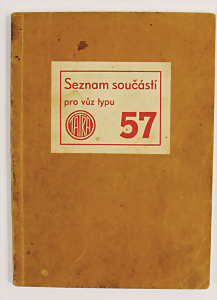 Seznam součástí
pro vůz typu
TATRA
57